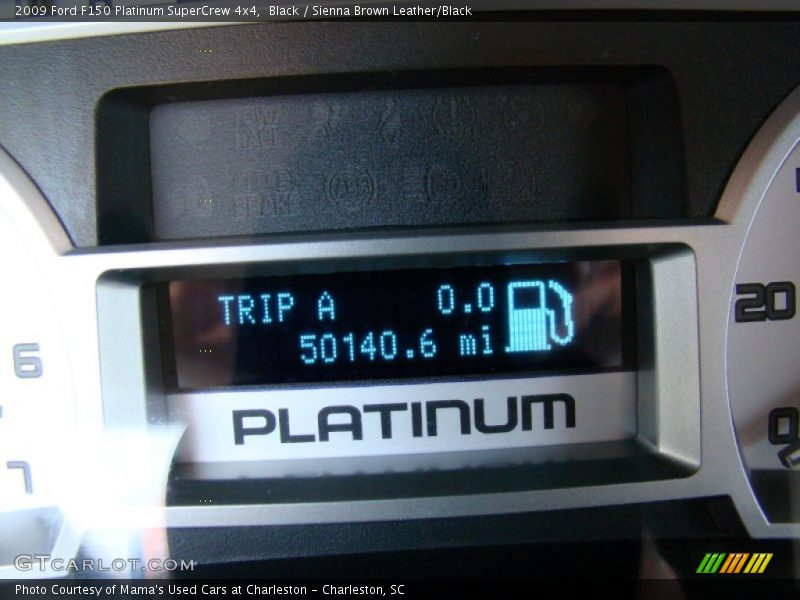 2009 Ford F150 Platinum SuperCrew 4x4,  Black / Sienna Brown Leather/Black
TRIP A 0.0
50140.6 mi
PLATINUM
6
7
20
0
GTCARLOT.COM
Photo Courtesy of Mama's Used Cars at Charleston - Charleston, SC